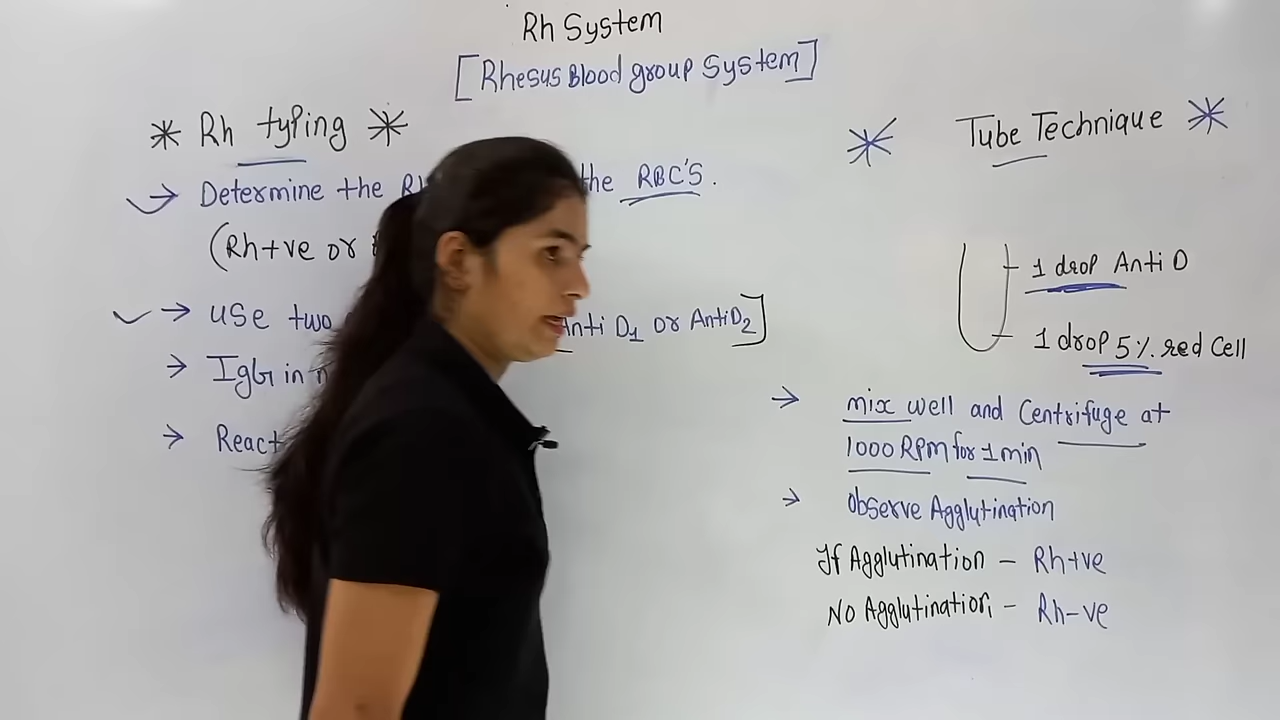 Rh System
[Rhesus Blood group System]
* Rh typing *
→ Determine the the RBC'S.
(Rh+ve or
→ Use two Anti D1 or AntiD2]
→ IgG in
→ React
* Tube Technique *
1 drop Anti D
1 drop 5%. red Cell
→ mix well and Centrifuge at
1000 RPm for 1 min
→ Observe Agglutination
If Agglutination - Rh+ve
No Agglutination - Rh-ve